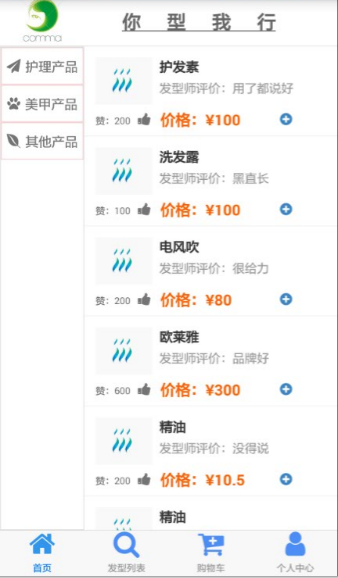 comma
你 型 我 行
护理产品
美甲产品
其他产品
护发素
发型师评价：用了都说好
赞：200 价格：¥100
洗发露
发型师评价：黑直长
赞：100 价格：¥100
电风吹
发型师评价：很给力
赞：200 价格：¥80
欧莱雅
发型师评价：品牌好
赞：600 价格：¥300
精油
发型师评价：没得说
赞：200 价格：¥10.5
精油
首页 发型列表 购物车 个人中心